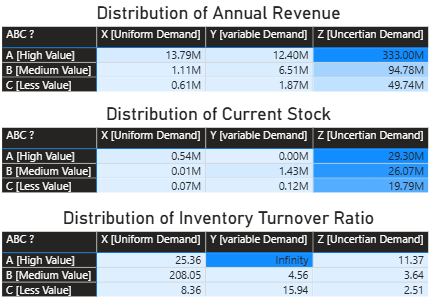 Distribution of Annual Revenue
ABC ? X [Uniform Demand] Y [variable Demand] Z [Uncertian Demand]
A [High Value] 13.79M 12.40M 333.00M
B [Medium Value] 1.11M 6.51M 94.78M
C [Less Value] 0.61M 1.87M 49.74M
Distribution of Current Stock
ABC ? X [Uniform Demand] Y [variable Demand] Z [Uncertian Demand]
A [High Value] 0.54M 0.00M 29.30M
B [Medium Value] 0.01M 1.43M 26.07M
C [Less Value] 0.07M 0.12M 19.79M
Distribution of Inventory Turnover Ratio
ABC ? X [Uniform Demand] Y [variable Demand] Z [Uncertian Demand]
A [High Value] 25.36 Infinity 11.37
B [Medium Value] 208.05 4.56 3.64
C [Less Value] 8.36 15.94 2.51